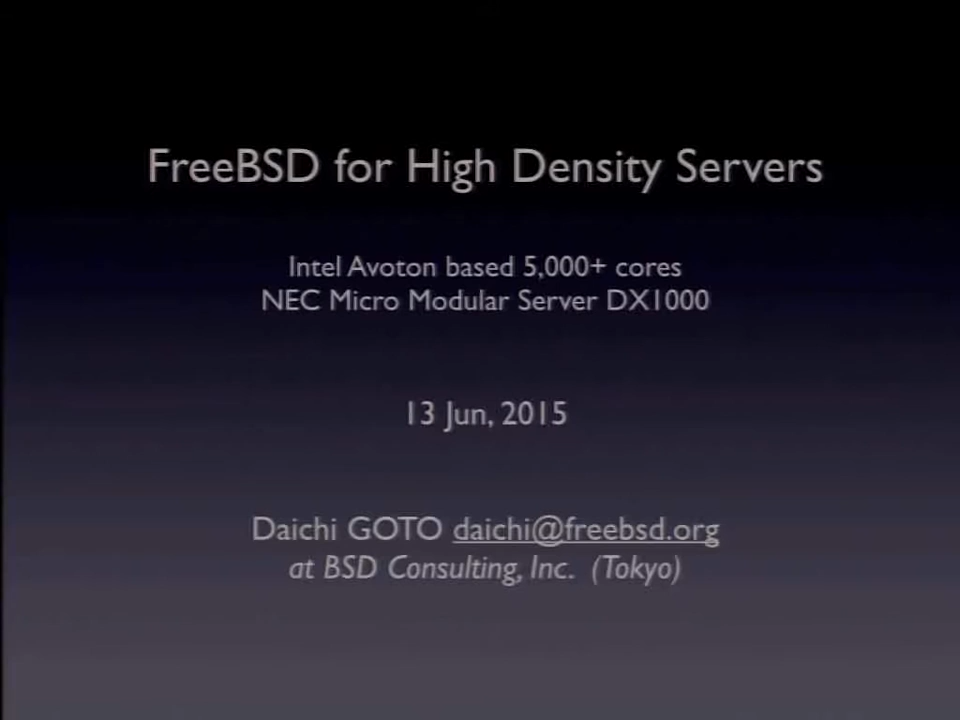 FreeBSD for High Density Servers
Intel Avoton based 5,000+ cores
NEC Micro Modular Server DX1000
13 Jun, 2015
Daichi GOTO daichi@freebsd.org
at BSD Consulting, Inc. (Tokyo)